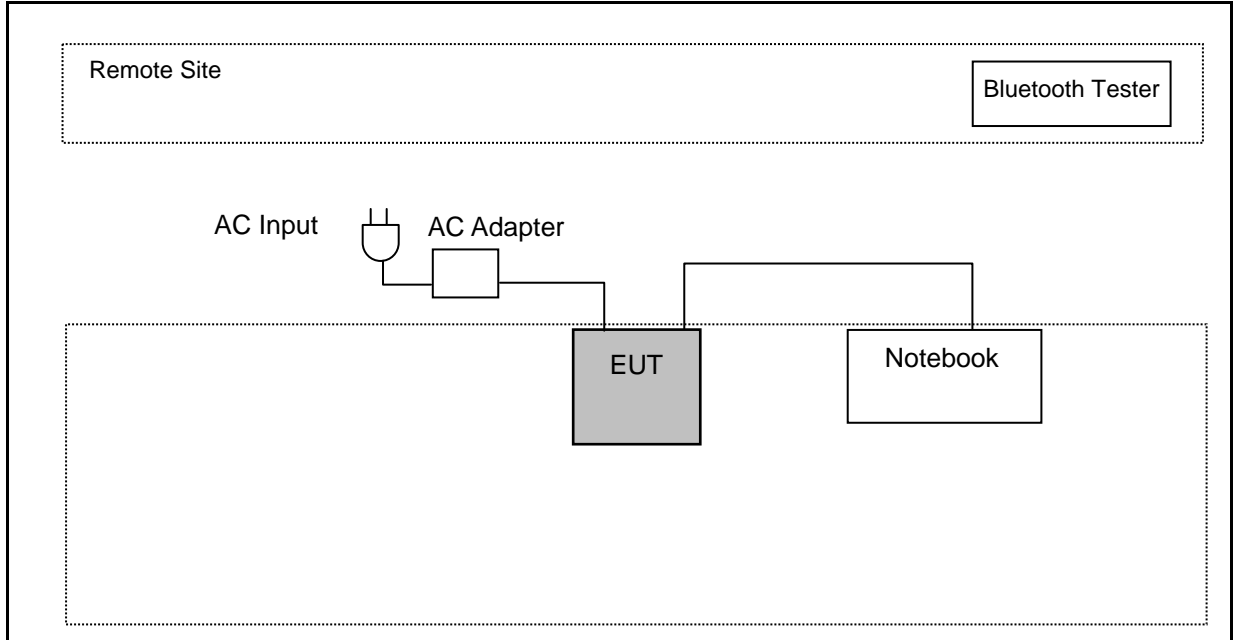 Remote Site
Bluetooth Tester
AC Input
AC Adapter
EUT
Notebook